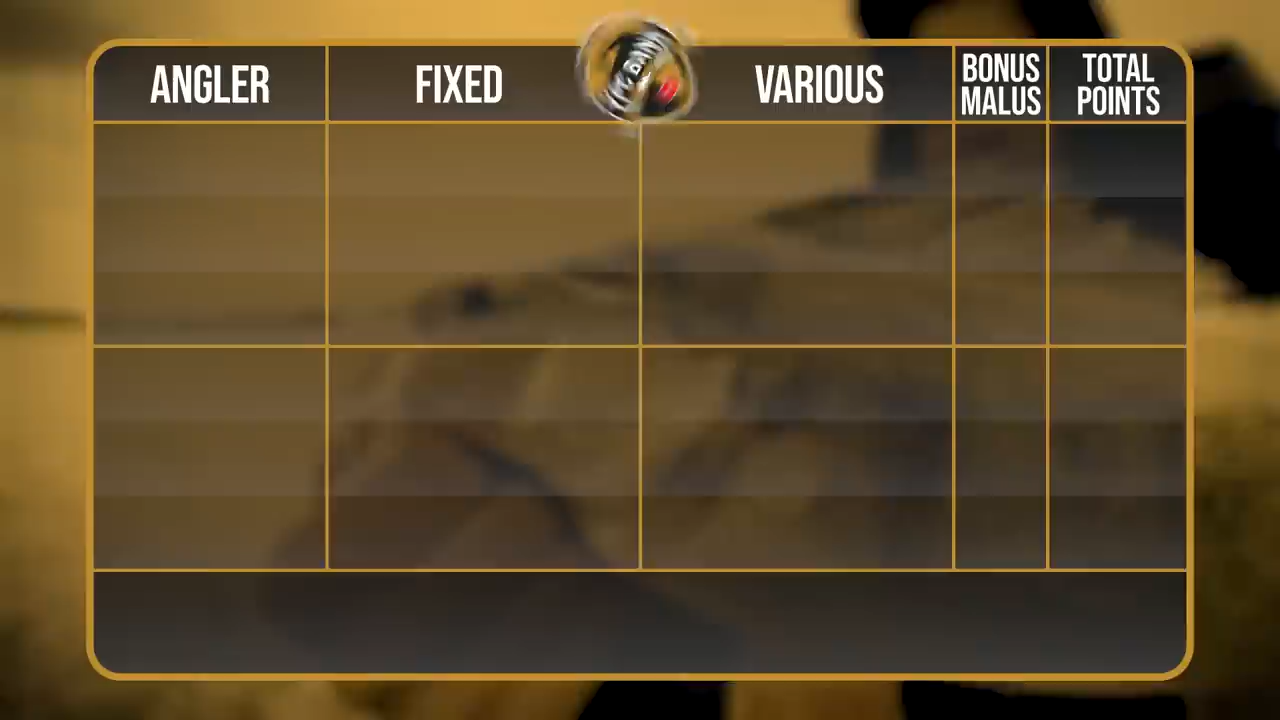 ANGLER
FIXED
VARIOUS
BONUS
MALUS
TOTAL
POINTS